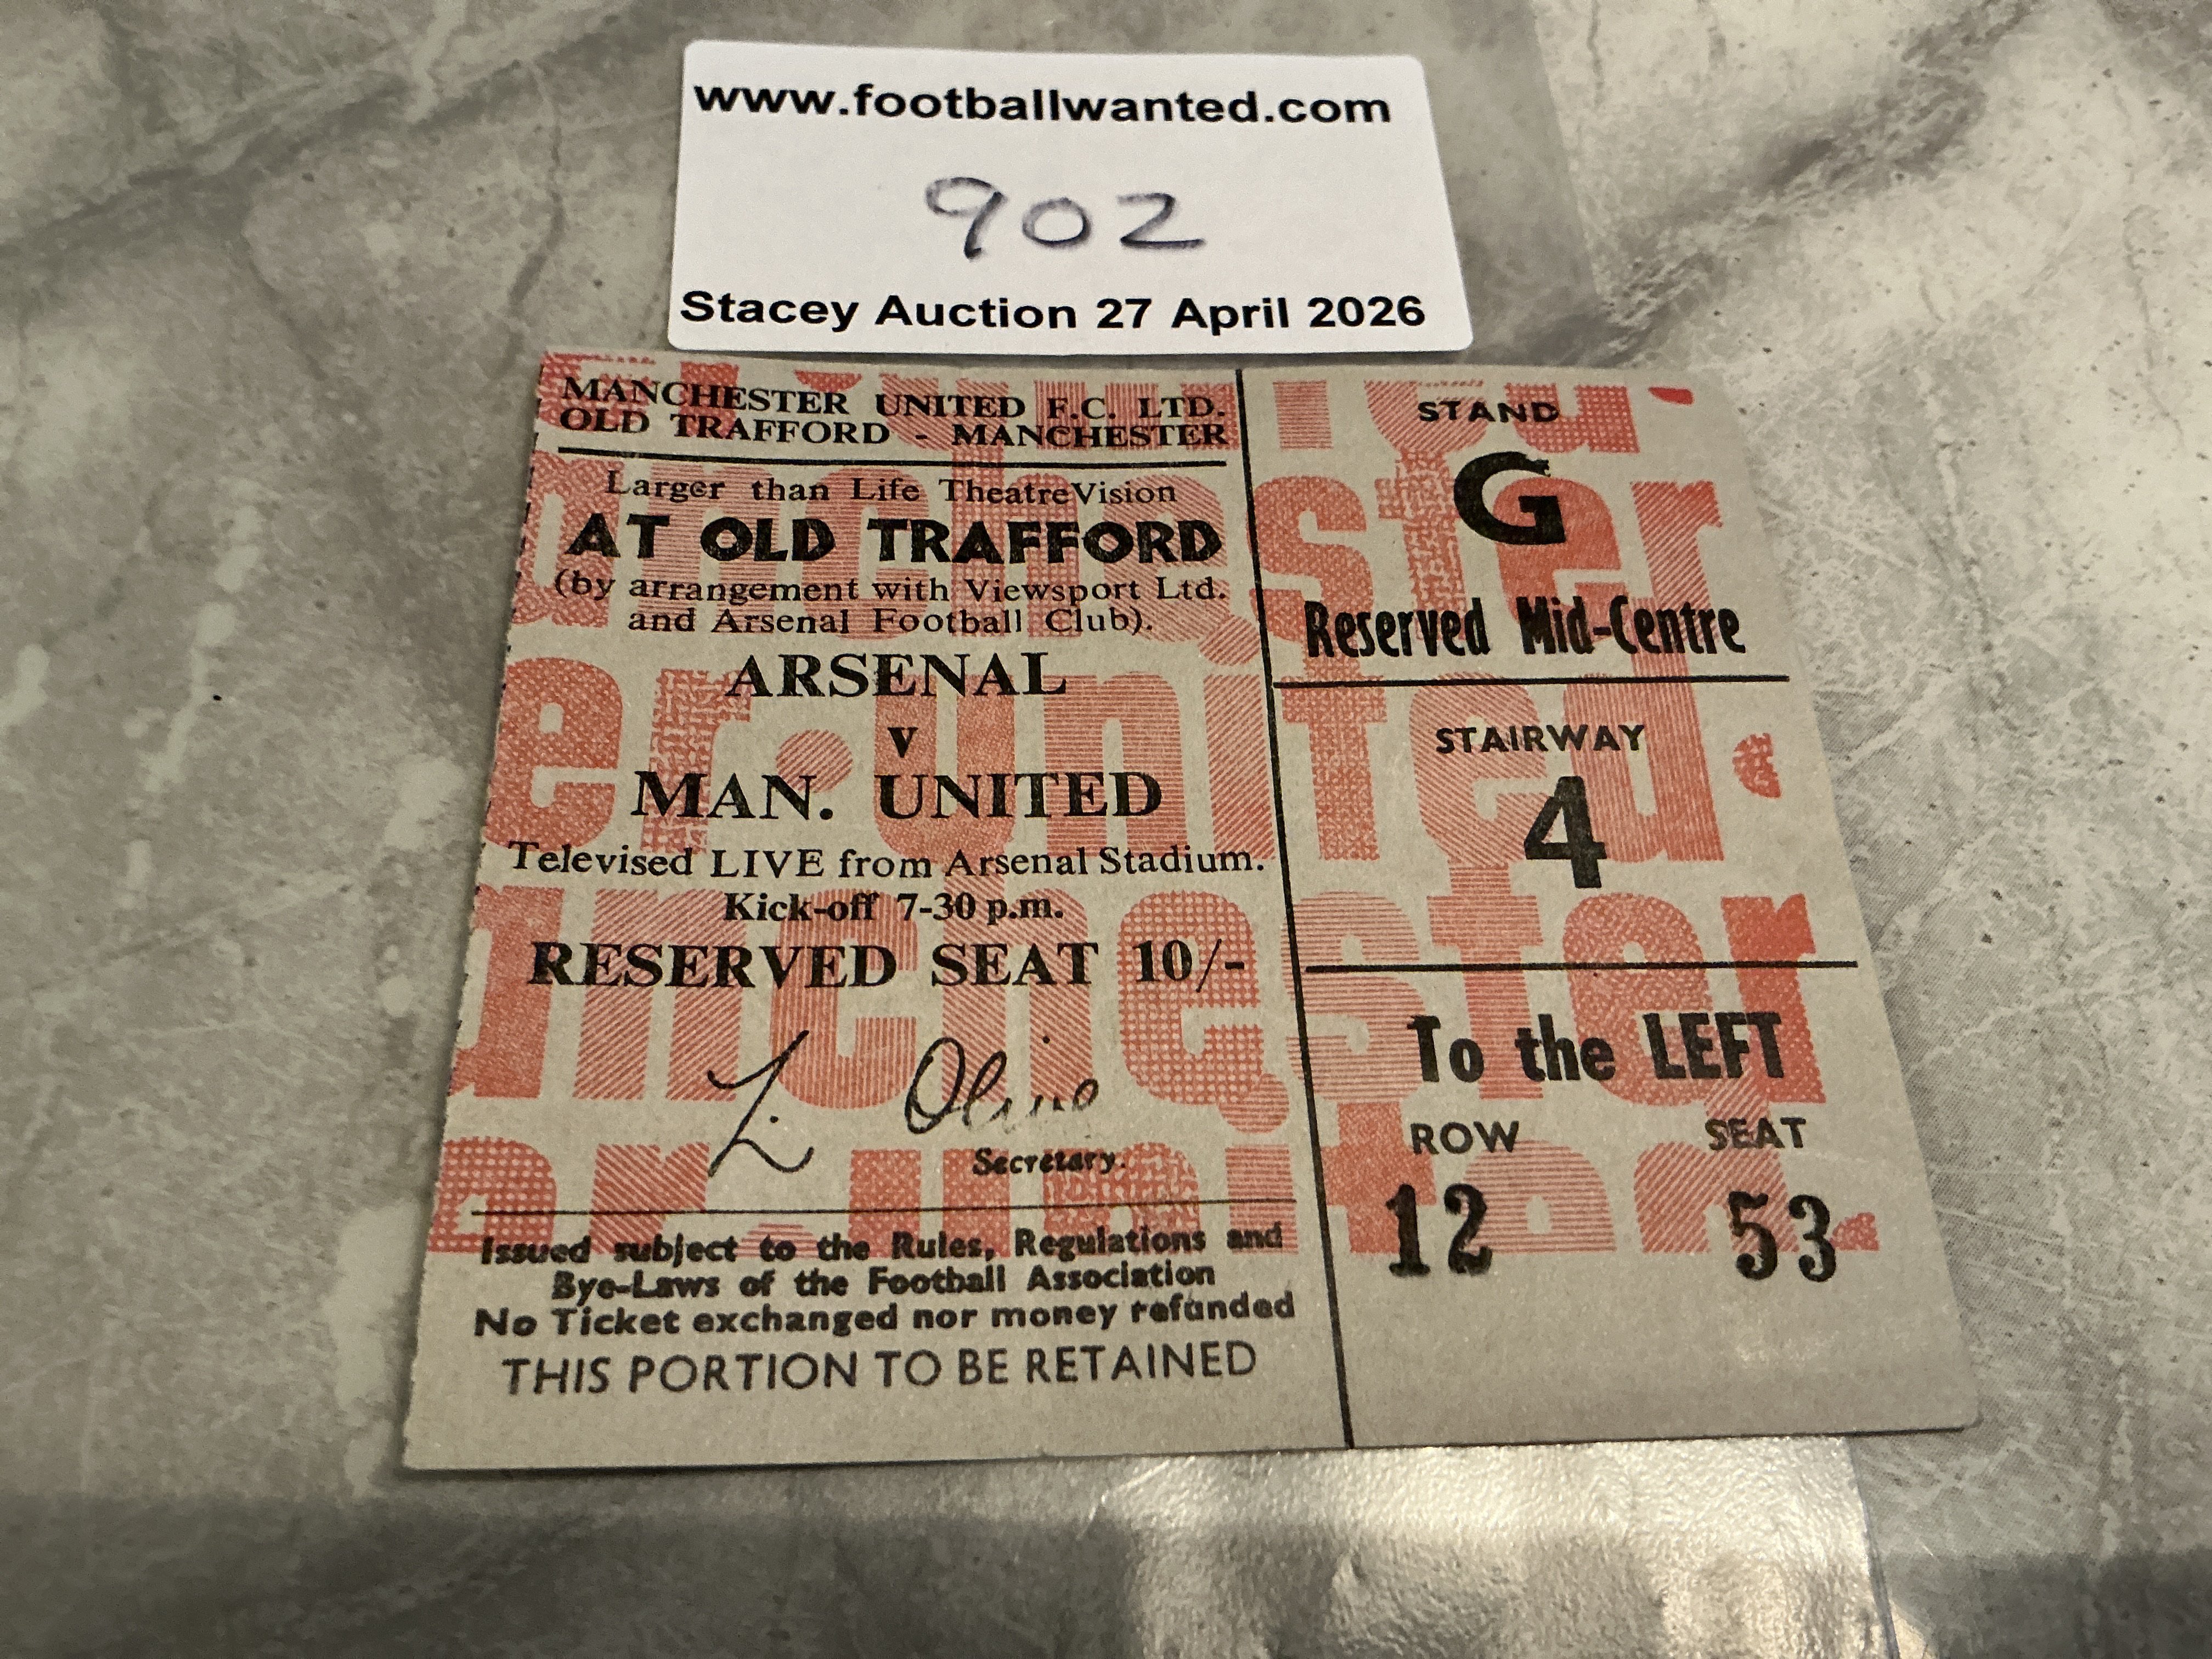 www.footballwanted.com
902
Stacey Auction 27 April 2026
MANCHESTER UNITED F.C. LTD.
OLD TRAFFORD - MANCHESTER
Larger than Life TheatreVision
AT OLD TRAFFORD
(by arrangement with Viewsport Ltd.
and Arsenal Football Club).
ARSENAL
v
MAN. UNITED
Televised LIVE from Arsenal Stadium.
Kick-off 7-30 p.m.
RESERVED SEAT 10/-
L. Olive
Secretary.
Issued subject to the Rules, Regulations and
Bye-Laws of the Football Association
No Ticket exchanged nor money refunded
THIS PORTION TO BE RETAINED
STAND
G
Reserved Mid-Centre
STAIRWAY
4
To the LEFT
ROW SEAT
12 53